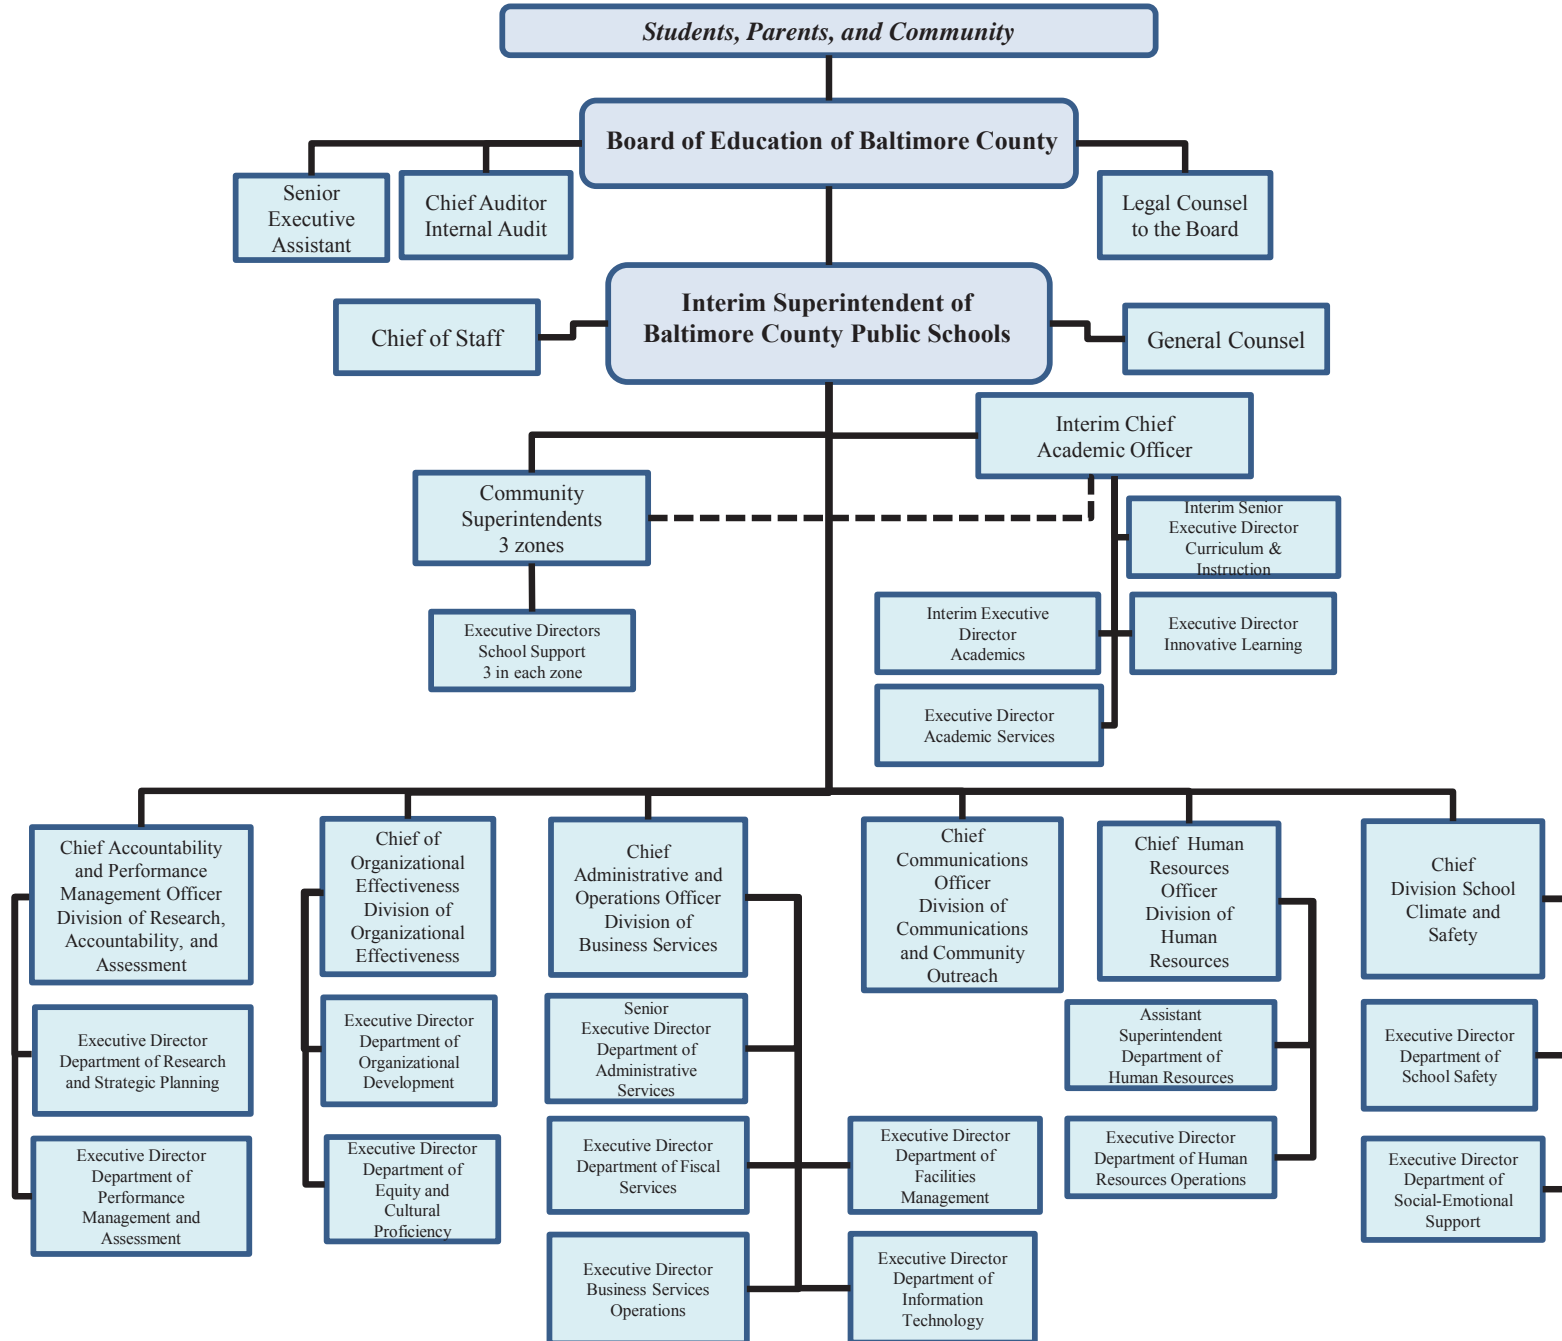 Students, Parents, and Community
Board of Education of Baltimore County
Senior
Executive
Assistant
Chief Auditor
Internal Audit
Legal Counsel
to the Board
Interim Superintendent of
Baltimore County Public Schools
Chief of Staff
General Counsel
Interim Chief
Academic Officer
Community
Superintendents
3 zones
Interim Senior
Executive Director
Curriculum &
Instruction
Executive Directors
School Support
3 in each zone
Interim Executive
Director
Academics
Executive Director
Innovative Learning
Executive Director
Academic Services
Chief Accountability
and Performance
Management Officer
Division of Research,
Accountability, and
Assessment
Executive Director
Department of Research
and Strategic Planning
Executive Director
Department of
Performance
Management and
Assessment
Chief of
Organizational
Effectiveness
Division of
Organizational
Effectiveness
Executive Director
Department of
Organizational
Development
Executive Director
Department of
Equity and
Cultural
Proficiency
Chief
Administrative and
Operations Officer
Division of
Business Services
Senior
Executive Director
Department of
Administrative
Services
Executive Director
Department of Fiscal
Services
Executive Director
Business Services
Operations
Executive Director
Department of
Facilities
Management
Executive Director
Department of
Information
Technology
Chief
Communications
Officer
Division of
Communications
and Community
Outreach
Chief Human
Resources
Officer
Division of
Human
Resources
Assistant
Superintendent
Department of
Human Resources
Executive Director
Department of Human
Resources Operations
Chief
Division School
Climate and
Safety
Executive Director
Department of
School Safety
Executive Director
Department of
Social-Emotional
Support